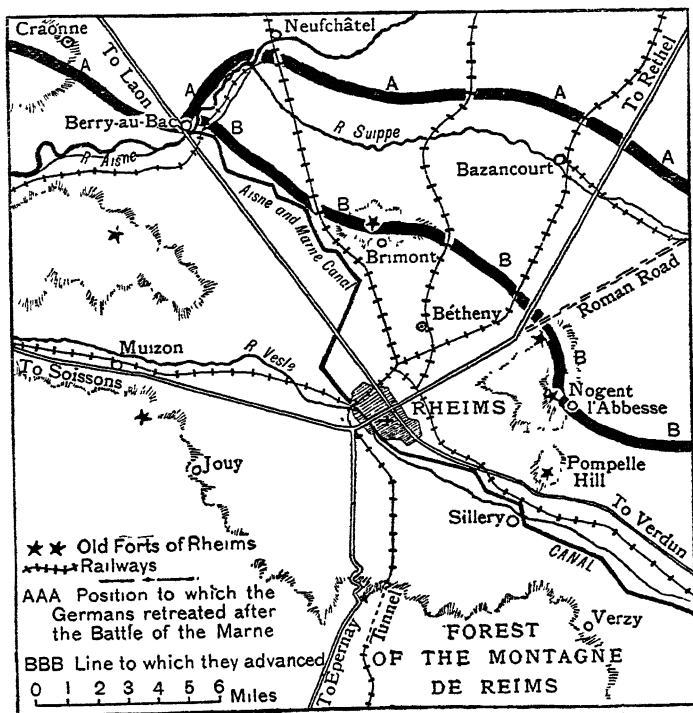 Craonne
Neufchâtel
To Laon
A
A
A
A
A
To Rethel
Berry-au-Bac
B
R Aisne
R Suippe
Bazancourt
Aisne and Marne Canal
B
Brimont
B
B
Roman Road
Bétheny
Muizon
R Vesle
To Soissons
RHEIMS
B
Nogent
l'Abbesse
B
Jouy
Pompelle
Hill
Sillery
To Verdun
CANAL
Old Forts of Rheims
Railways
AAA Position to which the
Germans retreated after
the Battle of the Marne
BBB Line to which they advanced
0 1 2 3 4 5 6 Miles
To Epernay
Tunnel
Verzy
FOREST
OF THE MONTAGNE
DE REIMS